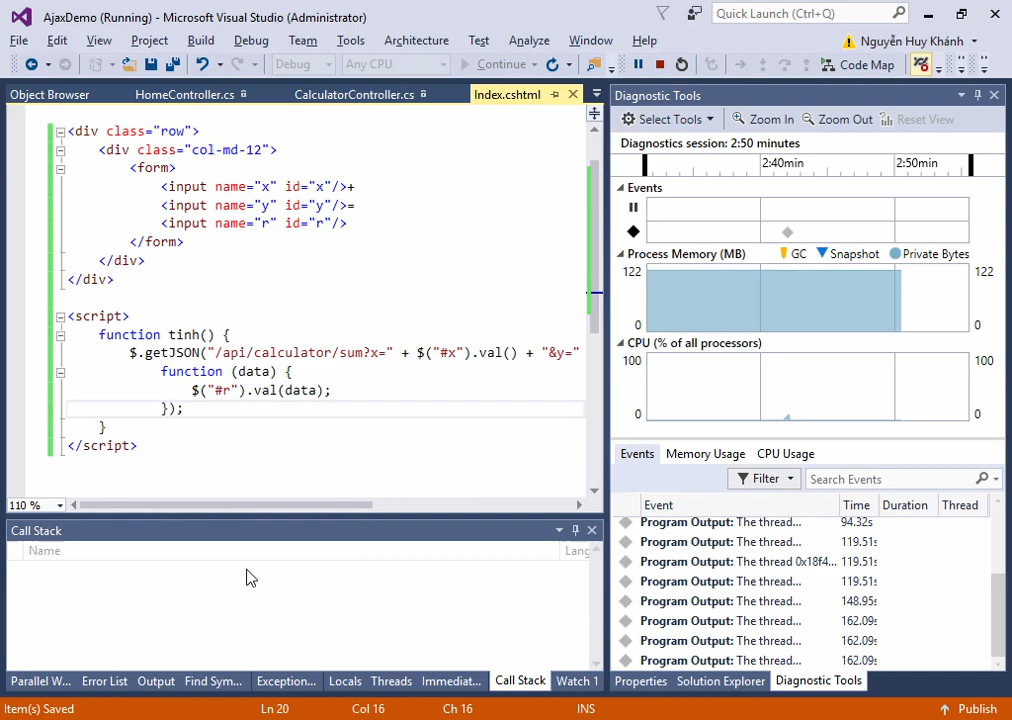 AjaxDemo (Running) - Microsoft Visual Studio (Administrator)
Quick Launch (Ctrl+Q)
File Edit View Project Build Debug Team Tools Architecture Test Analyze Window Help
Nguyễn Huy Khánh
Debug Any CPU Continue Code Map
Object Browser HomeController.cs CalculatorController.cs Index.cshtml
<div class="row">
<div class="col-md-12">
<form>
<input name="x" id="x"/>+
<input name="y" id="y"/>=
<input name="r" id="r"/>
</form>
</div>
</div>
<script>
function tinh() {
$.getJSON("/api/calculator/sum?x=" + $("#x").val() + "&y="
function (data) {
$("#r").val(data);
});
}
</script>
110 %
Call Stack
Name Lang
Parallel W... Error List Output Find Sym... Exception... Locals Threads Immediat... Call Stack Watch 1
Diagnostic Tools
Select Tools Zoom In Zoom Out Reset View
Diagnostics session: 2:50 minutes
2:40min 2:50min
Events
Process Memory (MB) GC Snapshot Private Bytes
122 122
0 0
CPU (% of all processors)
100 100
0 0
Events Memory Usage CPU Usage
Filter Search Events
Event Time Duration Thread
Program Output: The thread... 94.32s
Program Output: The thread... 119.51s
Program Output: The thread 0x18f4... 119.51s
Program Output: The thread... 119.51s
Program Output: The thread... 148.95s
Program Output: The thread... 162.09s
Program Output: The thread... 162.09s
Program Output: The thread... 162.09s
Properties Solution Explorer Diagnostic Tools
Item(s) Saved Ln 20 Col 16 Ch 16 INS Publish